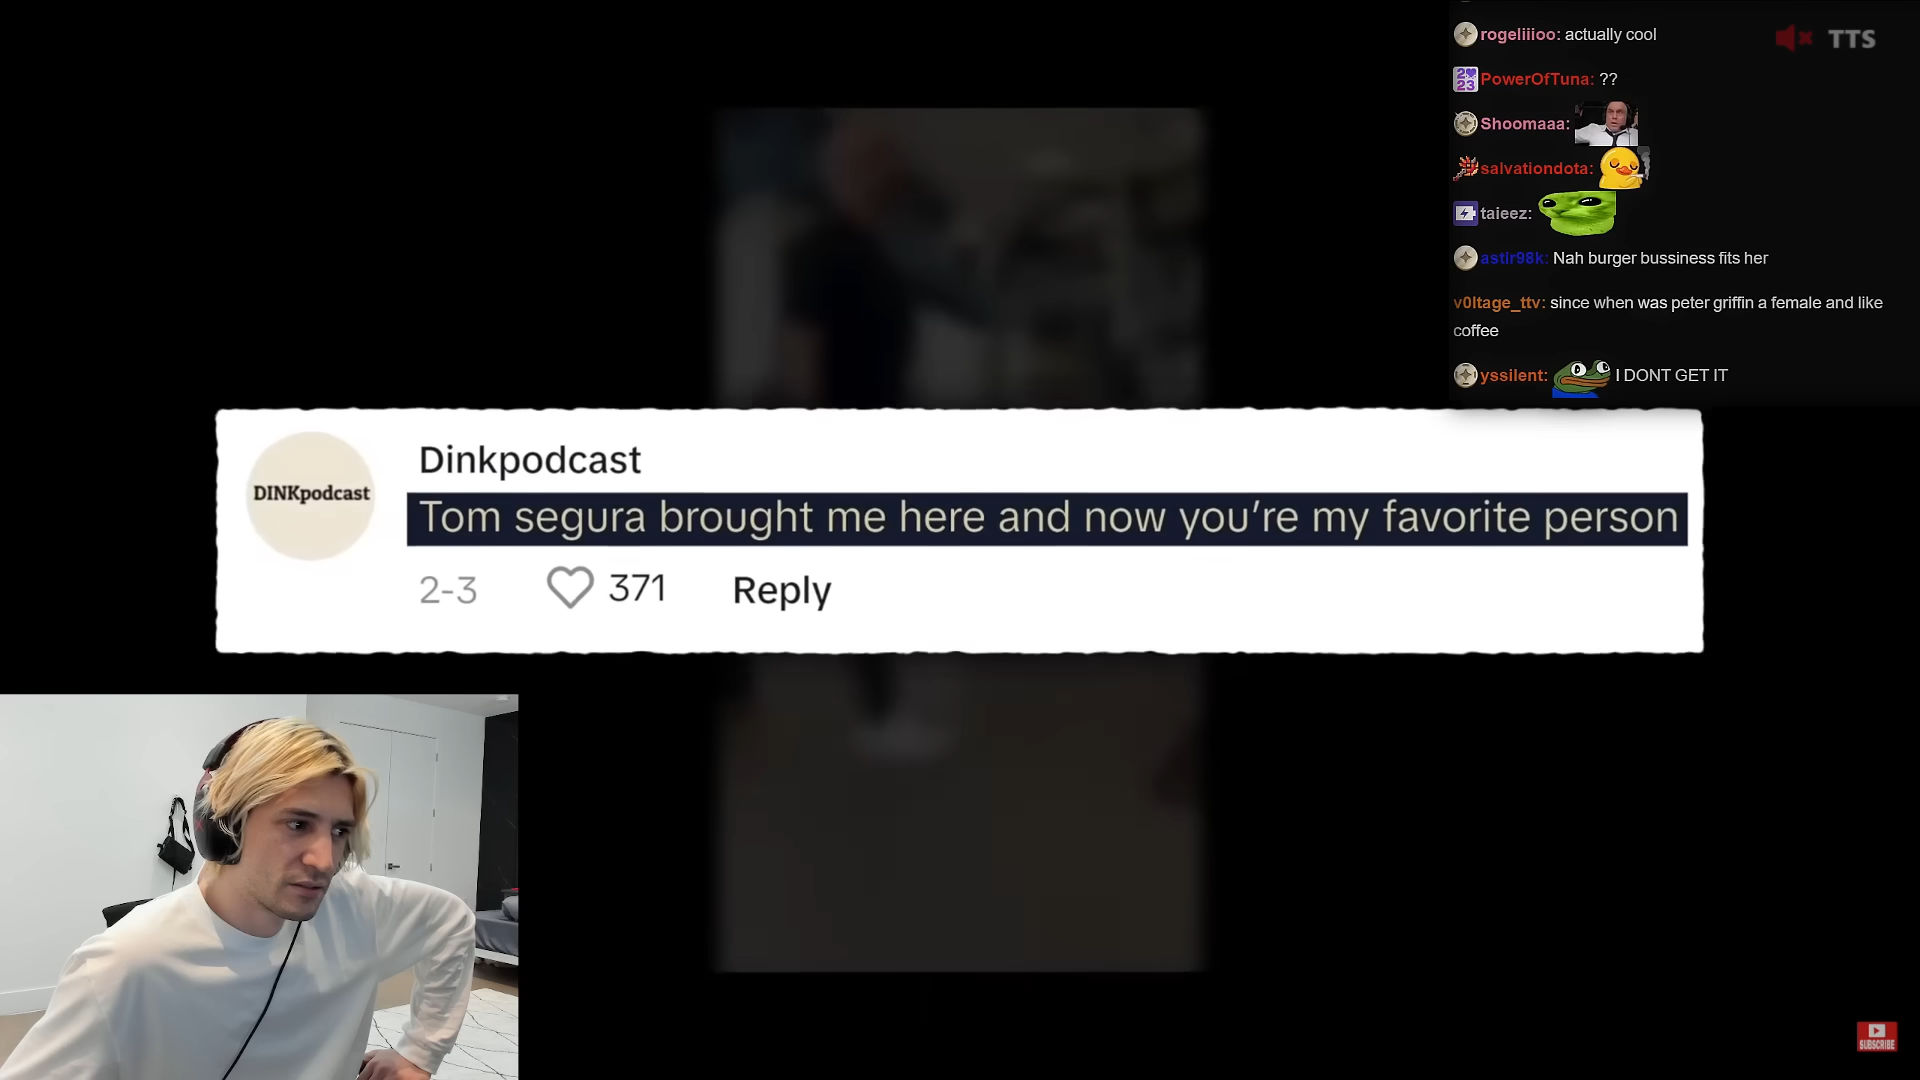 rogeliiioo: actually cool
TTS
PowerOfTuna: ??
2023
Shoomaaa:
salvationdota:
taieez:
astir98k: Nah burger bussiness fits her
v0ltage_ttv: since when was peter griffin a female and like
coffee
yssilent: I DONT GET IT
Dinkpodcast
DINKpodcast
Tom segura brought me here and now you’re my favorite person
2-3 371 Reply
SUBSCRIBE